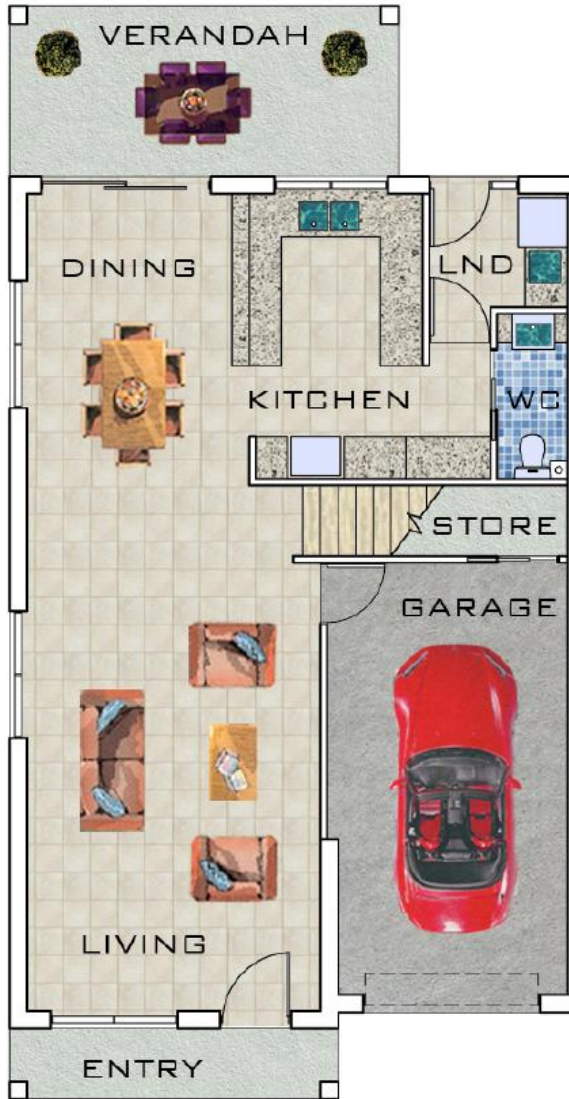 VERANDAH
DINING
LND
KITCHEN
WC
STORE
GARAGE
LIVING
ENTRY